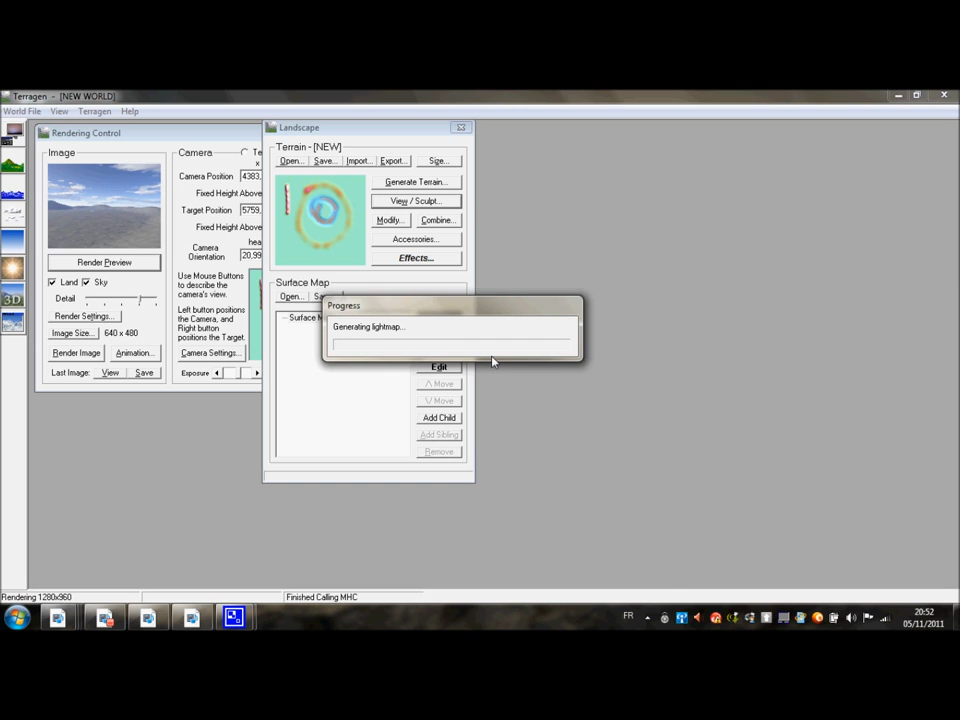 Terragen - [NEW WORLD]
World File View Terragen Help
Rendering Control
Image
Render Preview
Land Sky
Detail
Render Settings...
Image Size... 640 x 480
Render Image Animation...
Last Image: View Save
Camera
x
Camera Position 4383,
Fixed Height Above
Target Position 5759,
Fixed Height Above
Camera Orientation
20,99
Use Mouse Buttons
to describe the
camera's view.
Left button positions
the Camera, and
Right button
positions the Target.
Camera Settings...
Exposure
Landscape
Terrain - [NEW]
Open... Save... Import... Export... Size...
Generate Terrain...
View / Sculpt...
Modify... Combine...
Accessories...
Effects...
Surface Map
Open...
Progress
Generating lightmap...
Edit
Move
Move
Add Child
Add Sibling
Remove
Rendering 1280x960
Finished Calling MHC
3D
FR
20:52
05/11/2011